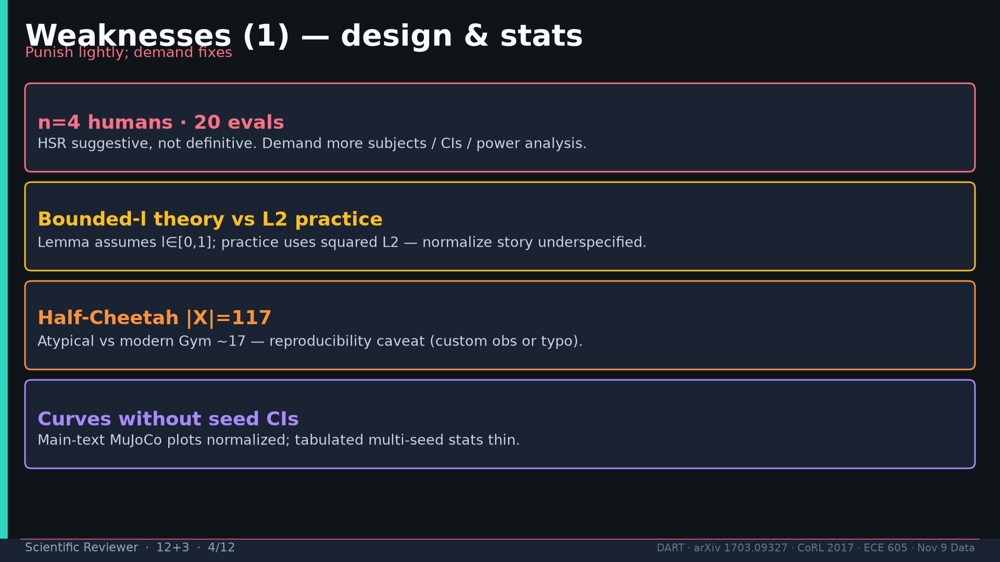 Weaknesses (1) — design & stats
Punish lightly; demand fixes
n=4 humans · 20 evals
HSR suggestive, not definitive. Demand more subjects / CIs / power analysis.
Bounded-l theory vs L2 practice
Lemma assumes l∈[0,1]; practice uses squared L2 — normalize story underspecified.
Half-Cheetah |X|=117
Atypical vs modern Gym ~17 — reproducibility caveat (custom obs or typo).
Curves without seed CIs
Main-text MuJoCo plots normalized; tabulated multi-seed stats thin.
Scientific Reviewer · 12+3 · 4/12
DART · arXiv 1703.09327 · CoRL 2017 · ECE 605 · Nov 9 Data